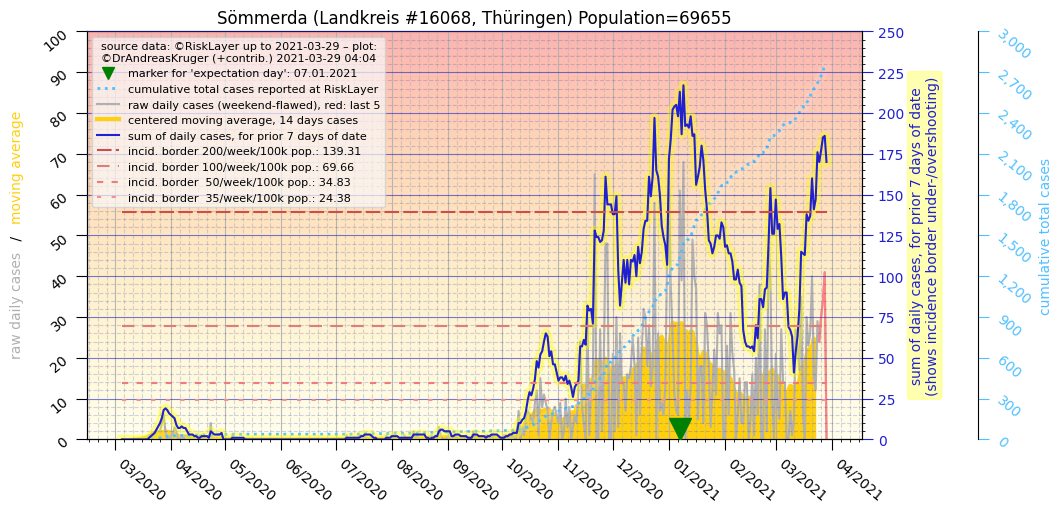 Sömmerda (Landkreis #16068, Thüringen) Population=69655
source data: ©RiskLayer up to 2021-03-29 – plot:
©DrAndreasKruger (+contrib.) 2021-03-29 04:04
marker for 'expectation day': 07.01.2021
cumulative total cases reported at RiskLayer
raw daily cases (weekend-flawed), red: last 5
centered moving average, 14 days cases
sum of daily cases, for prior 7 days of date
incid. border 200/week/100k pop.: 139.31
incid. border 100/week/100k pop.: 69.66
incid. border  50/week/100k pop.: 34.83
incid. border  35/week/100k pop.: 24.38
raw daily cases / moving average
100
90
80
70
60
50
40
30
20
10
0
03/2020
04/2020
05/2020
06/2020
07/2020
08/2020
09/2020
10/2020
11/2020
12/2020
01/2021
02/2021
03/2021
04/2021
250
225
200
175
150
125
100
75
50
25
0
sum of daily cases, for prior 7 days of date
(shows incidence border under-/overshooting)
3,000
2,700
2,400
2,100
1,800
1,500
1,200
900
600
300
0
cumulative total cases